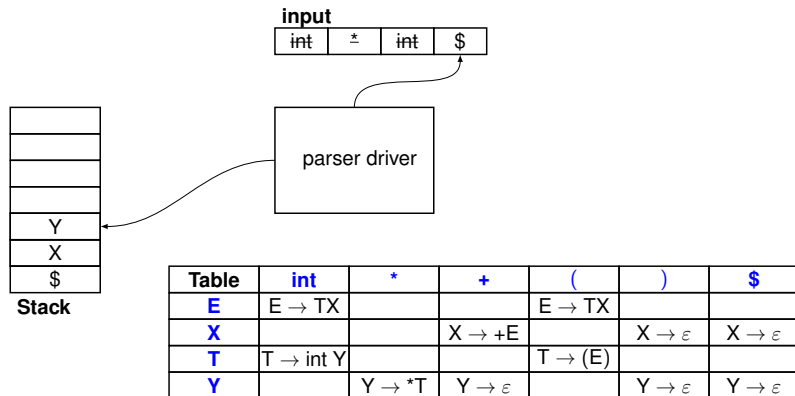 input
int * int $
parser driver
Y
X
$
Stack
Table int * + ( ) $
E E → TX E → TX
X X → +E X → ε X → ε
T T → int Y T → (E)
Y Y → *T Y → ε Y → ε Y → ε